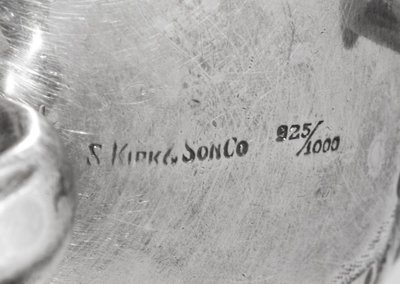 S. KIRK & SON CO 925/1000